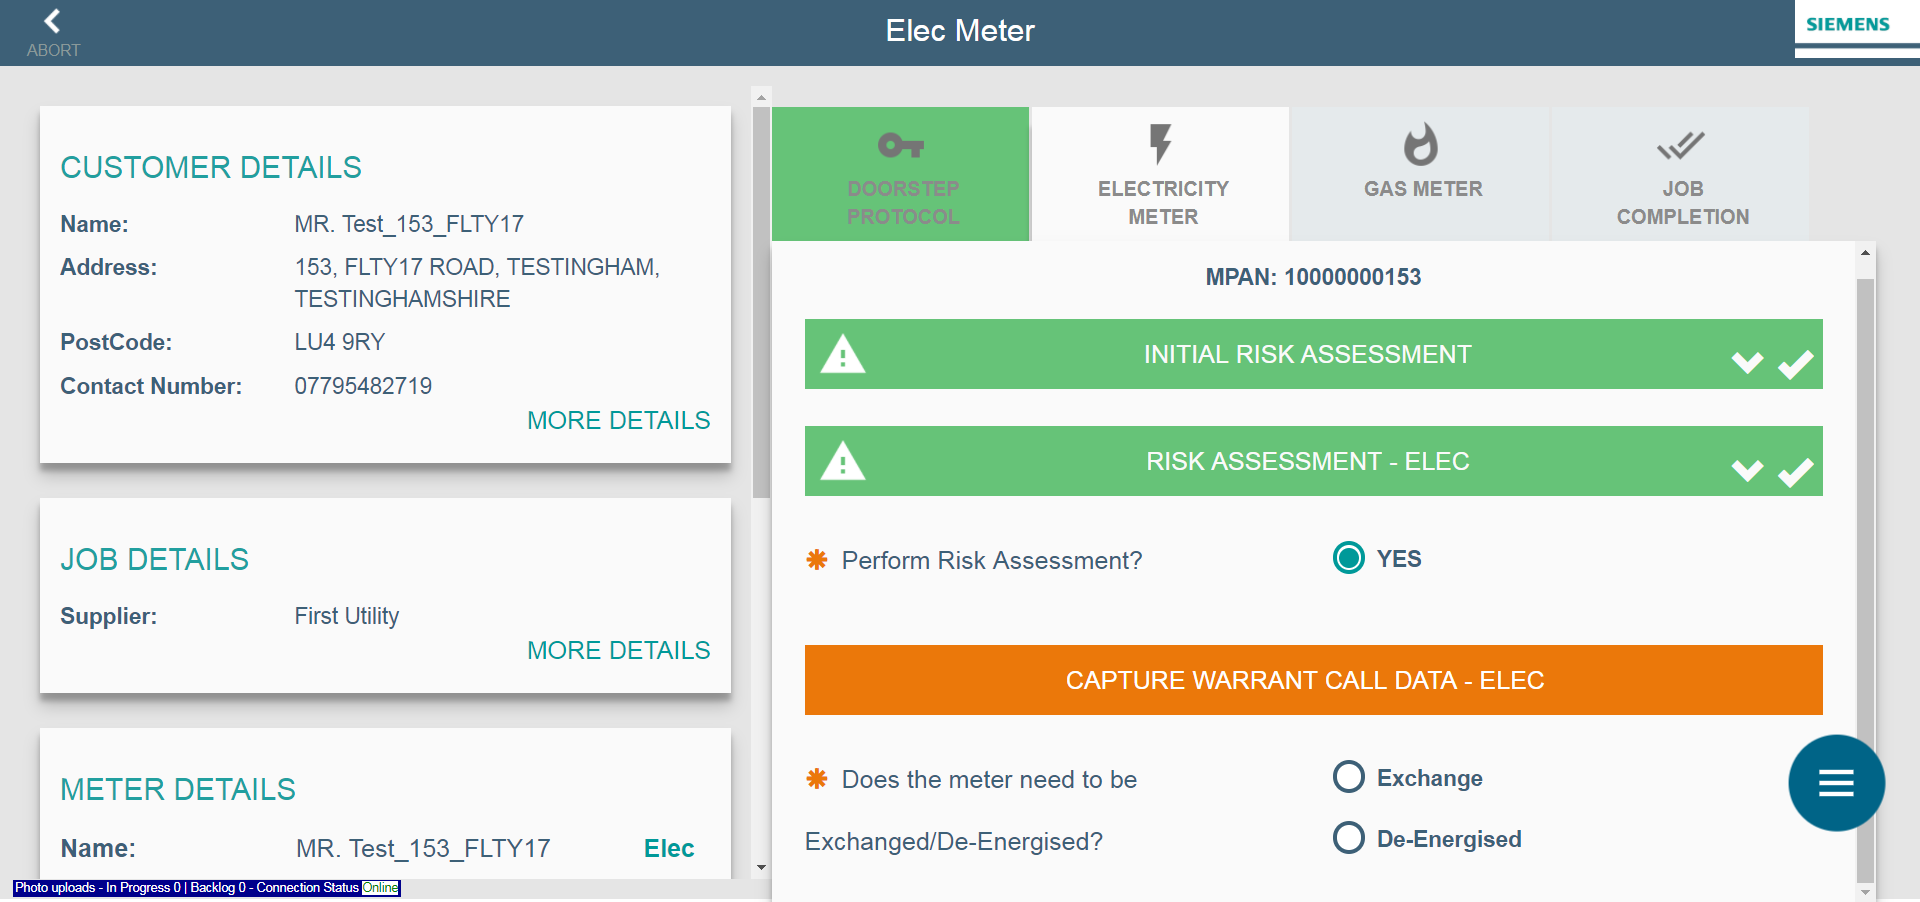 ABORT
Elec Meter
SIEMENS
CUSTOMER DETAILS
Name: MR. Test_153_FLTY17
Address: 153, FLTY17 ROAD, TESTINGHAM,
TESTINGHAMSHIRE
PostCode: LU4 9RY
Contact Number: 07795482719
MORE DETAILS
JOB DETAILS
Supplier: First Utility
MORE DETAILS
METER DETAILS
Name: MR. Test_153_FLTY17 Elec
Photo uploads - In Progress 0 | Backlog 0 - Connection Status Online
DOORSTEP
PROTOCOL
ELECTRICITY
METER
GAS METER
JOB
COMPLETION
MPAN: 10000000153
INITIAL RISK ASSESSMENT
RISK ASSESSMENT - ELEC
Perform Risk Assessment? YES
CAPTURE WARRANT CALL DATA - ELEC
Does the meter need to be Exchange
Exchanged/De-Energised? De-Energised